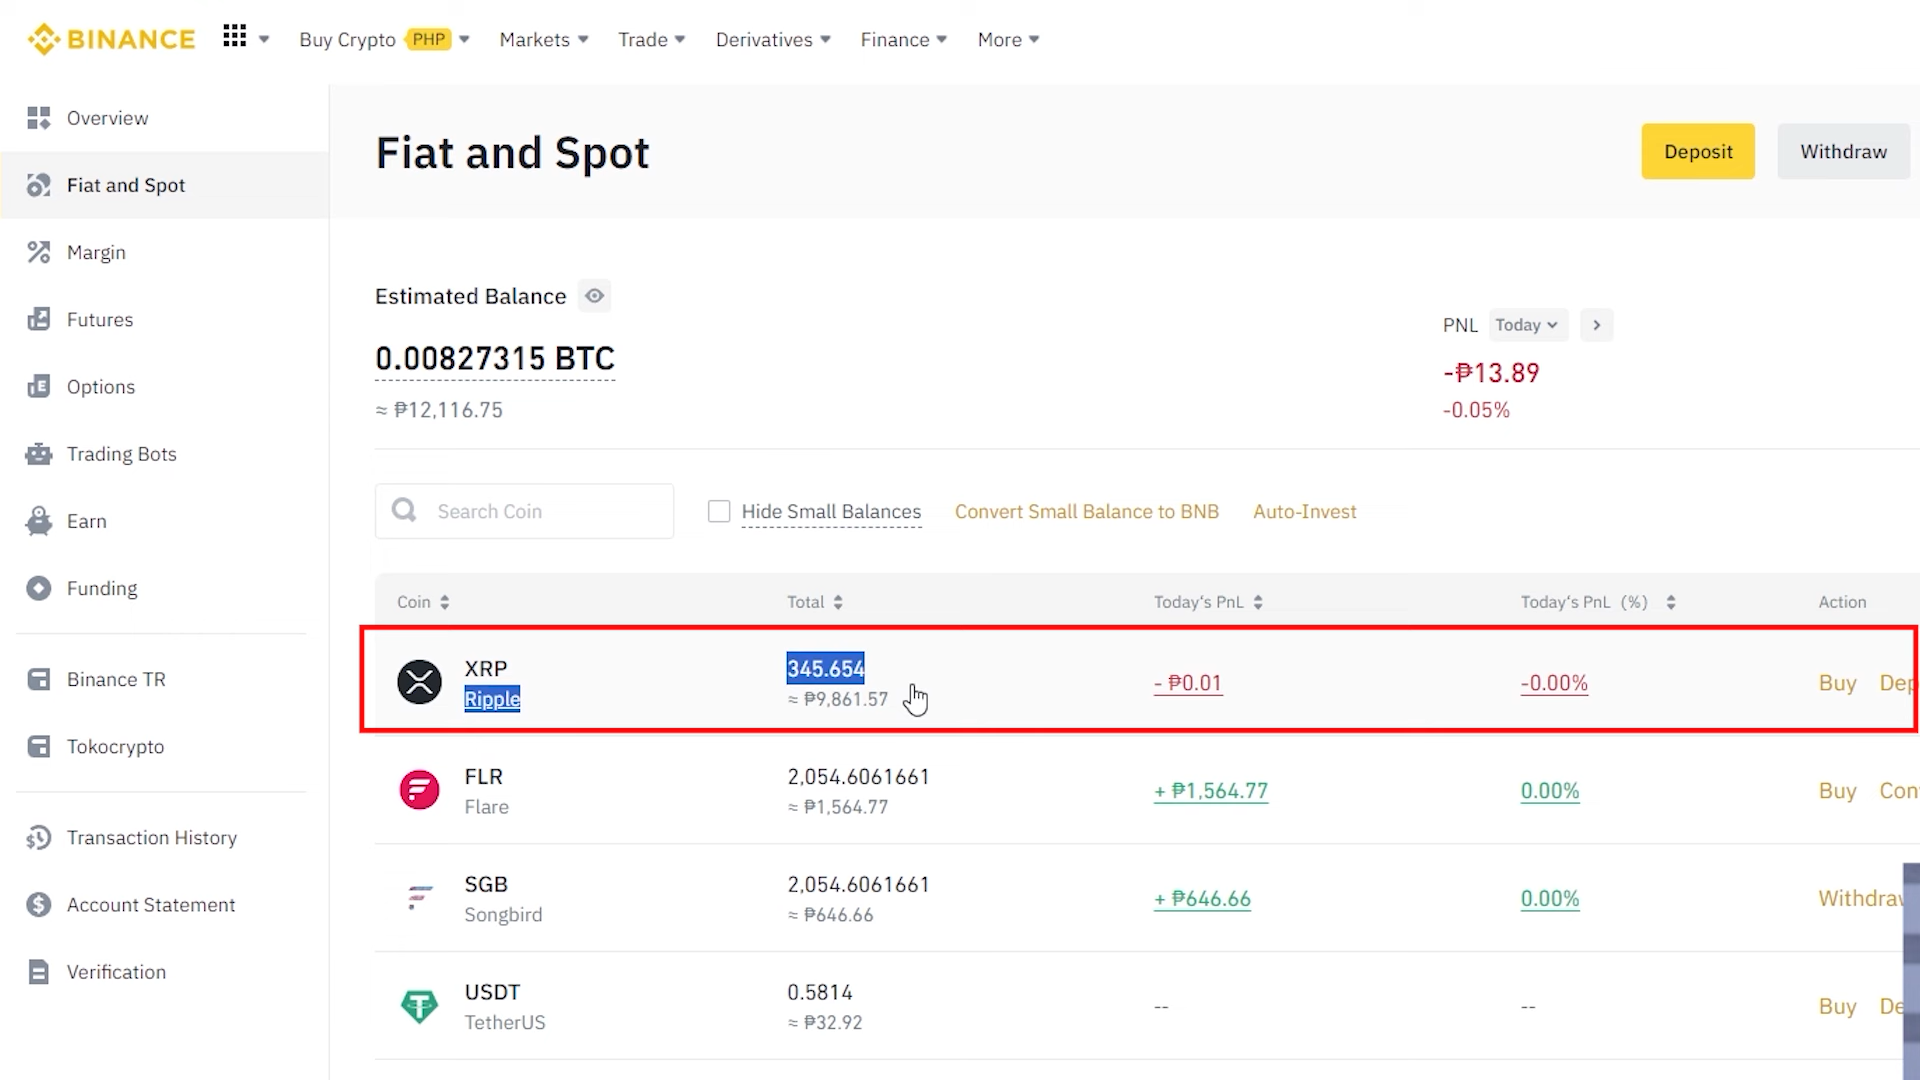 BINANCE
Buy Crypto PHP
Markets
Trade
Derivatives
Finance
More
Overview
Fiat and Spot
Margin
Futures
Options
Trading Bots
Earn
Funding
Binance TR
Tokocrypto
Transaction History
Account Statement
Verification
Fiat and Spot
Deposit
Withdraw
Estimated Balance
0.00827315 BTC
≈ ₱12,116.75
PNL Today
-₱13.89
-0.05%
Search Coin
Hide Small Balances
Convert Small Balance to BNB
Auto-Invest
Coin Total Today's PnL Today's PnL (%) Action
XRP 345.654
Ripple ≈ ₱9,861.57
- ₱0.01 -0.00% Buy Dep
FLR 2,054.6061661
Flare ≈ ₱1,564.77
+ ₱1,564.77 0.00% Buy Con
SGB 2,054.6061661
Songbird ≈ ₱646.66
+ ₱646.66 0.00% Withdraw
USDT 0.5814
TetherUS ≈ ₱32.92
-- -- Buy De